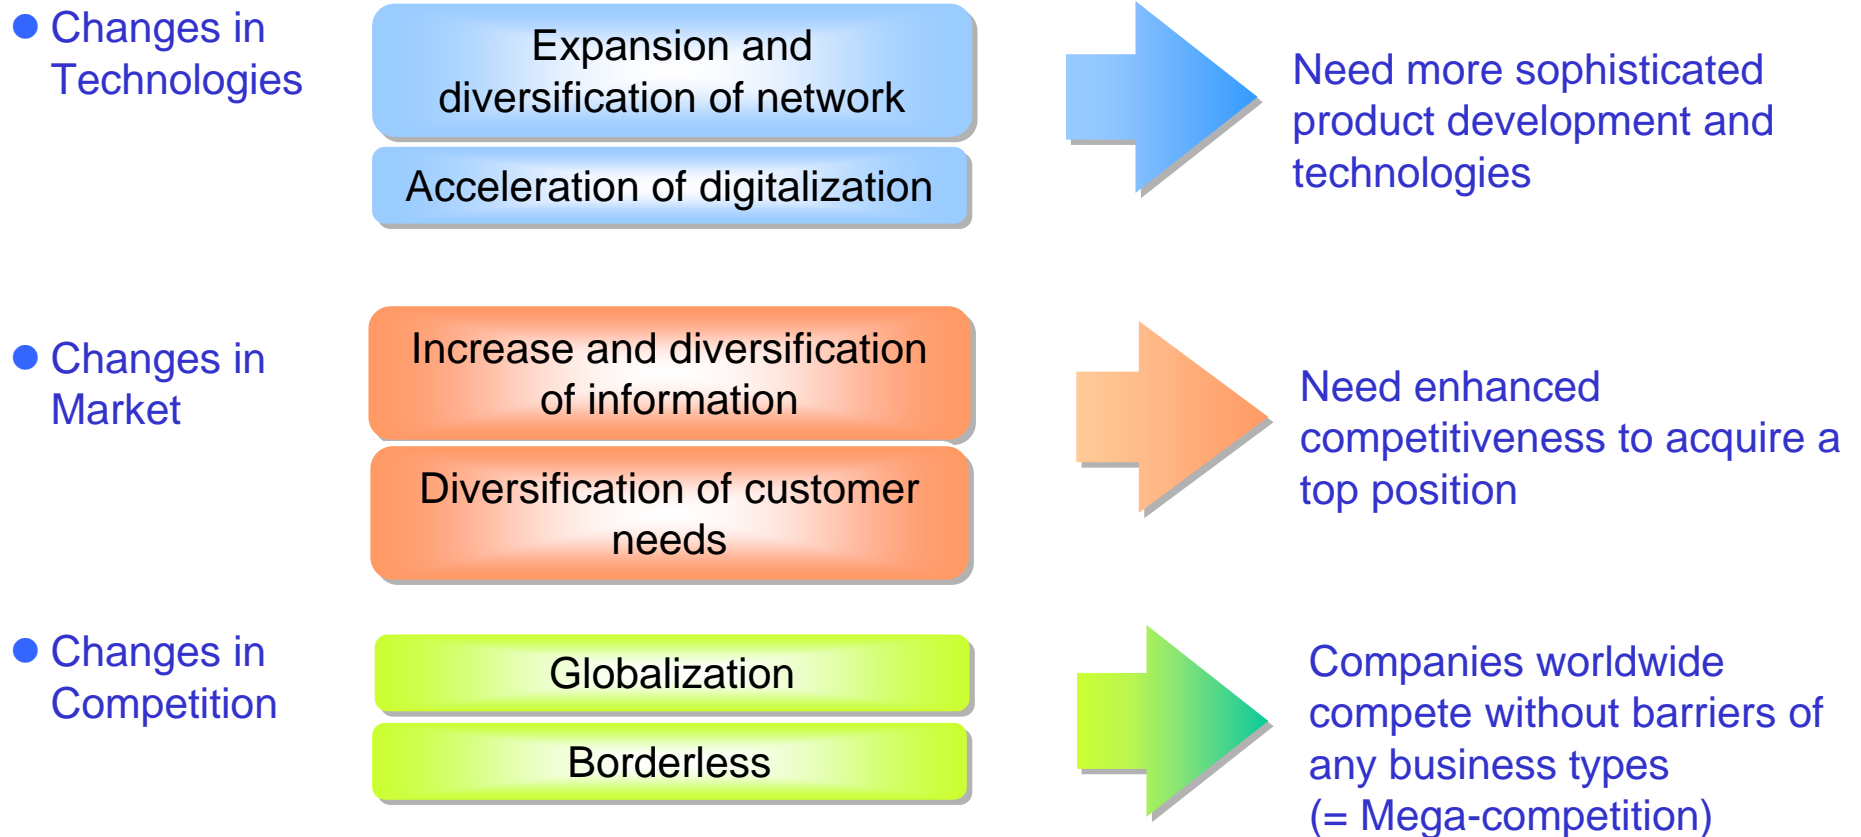 Changes in
Technologies
Expansion and
diversification of network
Acceleration of digitalization
Need more sophisticated
product development and
technologies
Changes in
Market
Increase and diversification
of information
Diversification of customer
needs
Need enhanced
competitiveness to acquire a
top position
Changes in
Competition
Globalization
Borderless
Companies worldwide
compete without barriers of
any business types
(= Mega-competition)